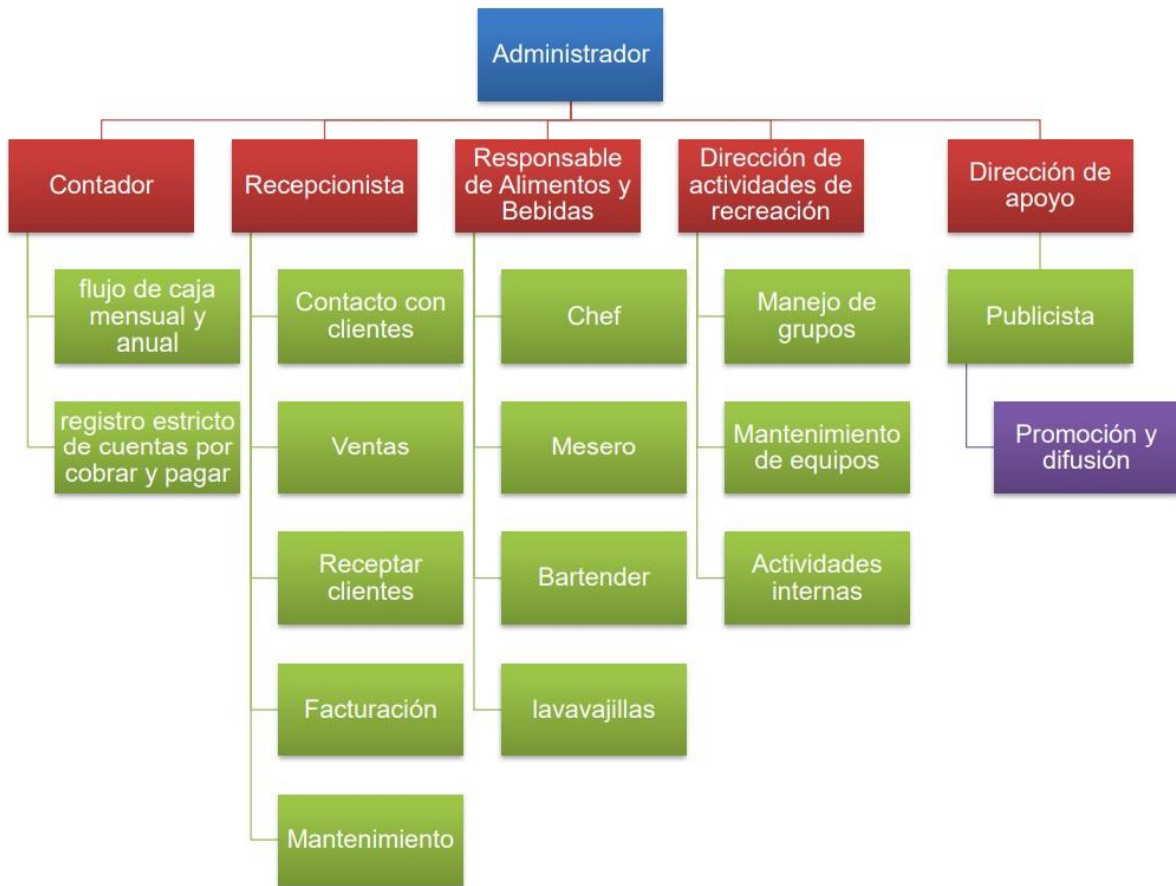 Administrador
Contador
Recepcionista
Responsable
de Alimentos y
Bebidas
Dirección de
actividades de
recreación
Dirección de
apoyo
flujo de caja
mensual y
anual
registro estricto
de cuentas por
cobrar y pagar
Contacto con
clientes
Ventas
Receptar
clientes
Facturación
Mantenimiento
Chef
Mesero
Bartender
lavavajillas
Manejo de
grupos
Mantenimiento
de equipos
Actividades
internas
Publicista
Promoción y
difusión